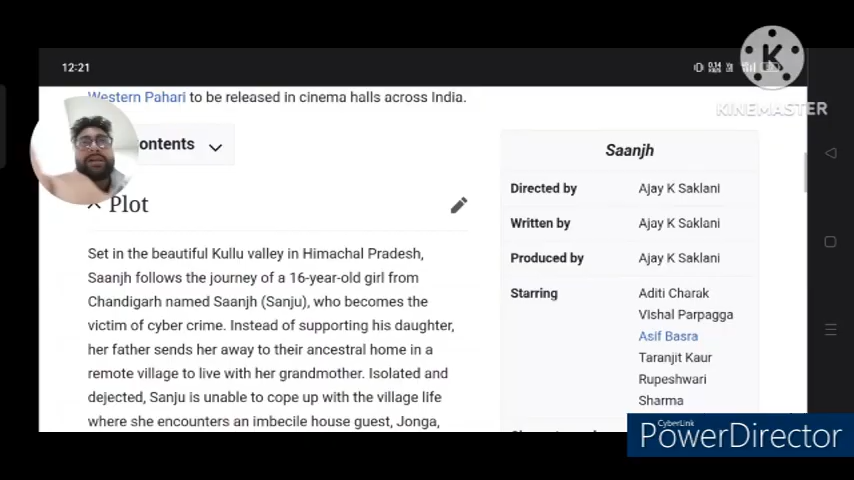 12:21
KINEMASTER
Western Pahari to be released in cinema halls across India.
ontents
Plot
Set in the beautiful Kullu valley in Himachal Pradesh,
Saanjh follows the journey of a 16-year-old girl from
Chandigarh named Saanjh (Sanju), who becomes the
victim of cyber crime. Instead of supporting his daughter,
her father sends her away to their ancestral home in a
remote village to live with her grandmother. Isolated and
dejected, Sanju is unable to cope up with the village life
where she encounters an imbecile house guest, Jonga,
Saanjh
Directed by Ajay K Saklani
Written by Ajay K Saklani
Produced by Ajay K Saklani
Starring Aditi Charak
VIshal Parpagga
Asif Basra
Taranjit Kaur
Rupeshwari
Sharma
CyberLink
PowerDirector